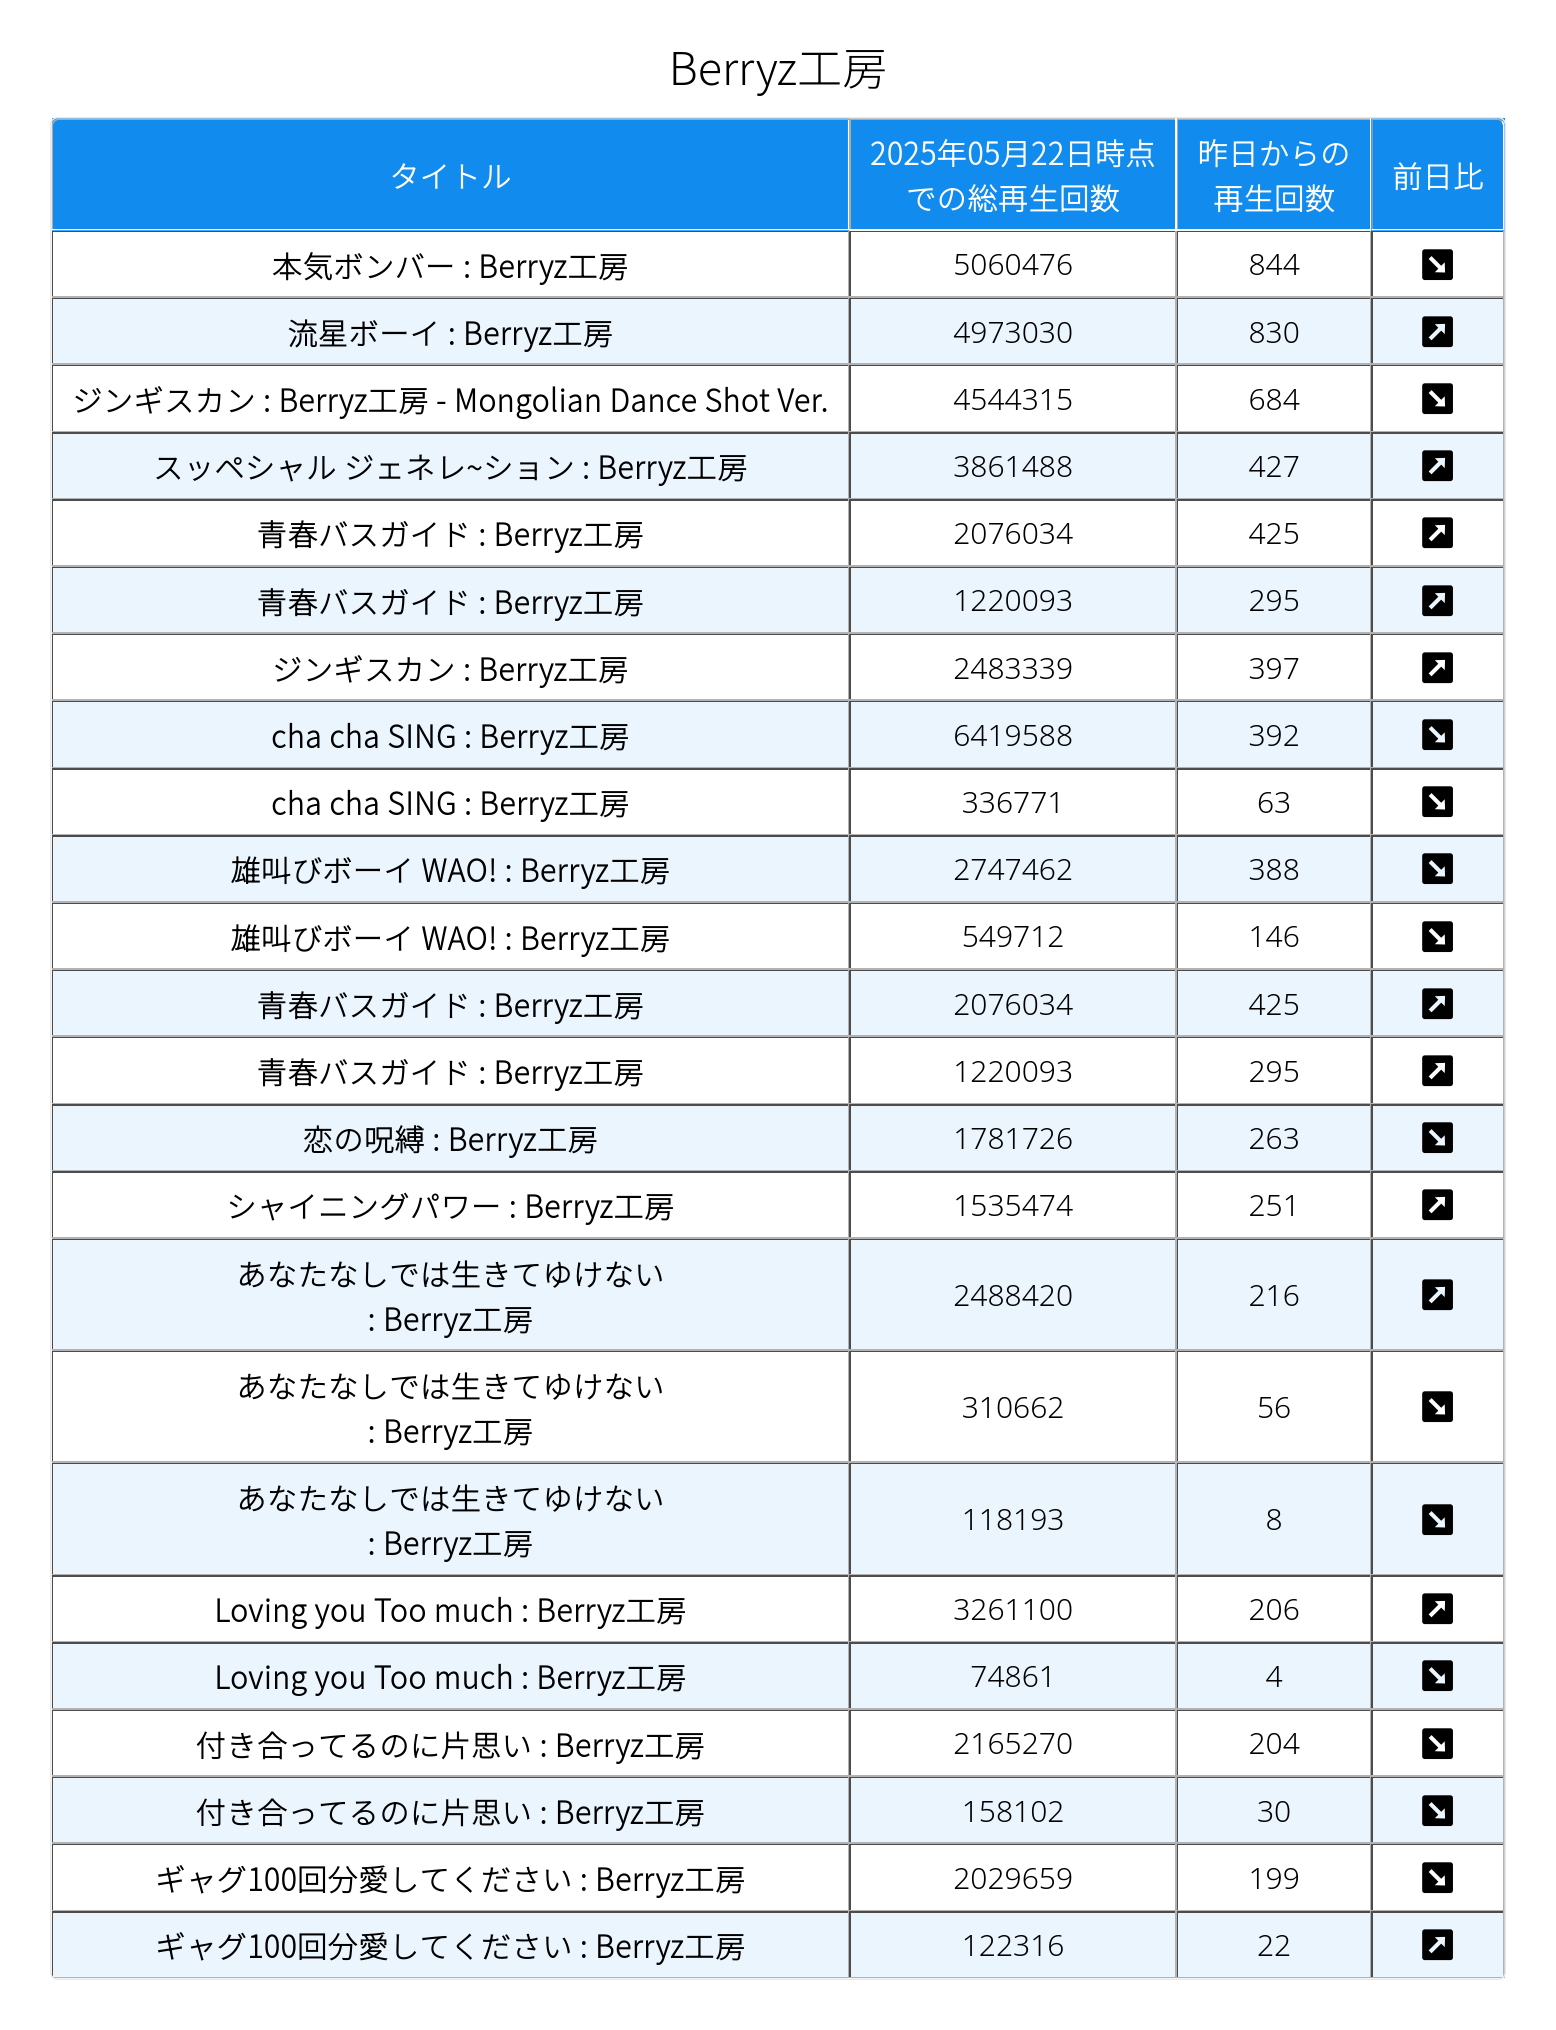 Berryz工房
タイトル
2025年05月22日時点
での総再生回数
昨日からの
再生回数
前日比
本気ボンバー : Berryz工房 5060476 844
流星ボーイ : Berryz工房 4973030 830
ジンギスカン : Berryz工房 - Mongolian Dance Shot Ver. 4544315 684
スッペシャル ジェネレ~ション : Berryz工房 3861488 427
青春バスガイド : Berryz工房 2076034 425
青春バスガイド : Berryz工房 1220093 295
ジンギスカン : Berryz工房 2483339 397
cha cha SING : Berryz工房 6419588 392
cha cha SING : Berryz工房 336771 63
雄叫びボーイ WAO! : Berryz工房 2747462 388
雄叫びボーイ WAO! : Berryz工房 549712 146
青春バスガイド : Berryz工房 2076034 425
青春バスガイド : Berryz工房 1220093 295
恋の呪縛 : Berryz工房 1781726 263
シャイニングパワー : Berryz工房 1535474 251
あなたなしでは生きてゆけない
: Berryz工房 2488420 216
あなたなしでは生きてゆけない
: Berryz工房 310662 56
あなたなしでは生きてゆけない
: Berryz工房 118193 8
Loving you Too much : Berryz工房 3261100 206
Loving you Too much : Berryz工房 74861 4
付き合ってるのに片思い : Berryz工房 2165270 204
付き合ってるのに片思い : Berryz工房 158102 30
ギャグ100回分愛してください : Berryz工房 2029659 199
ギャグ100回分愛してください : Berryz工房 122316 22